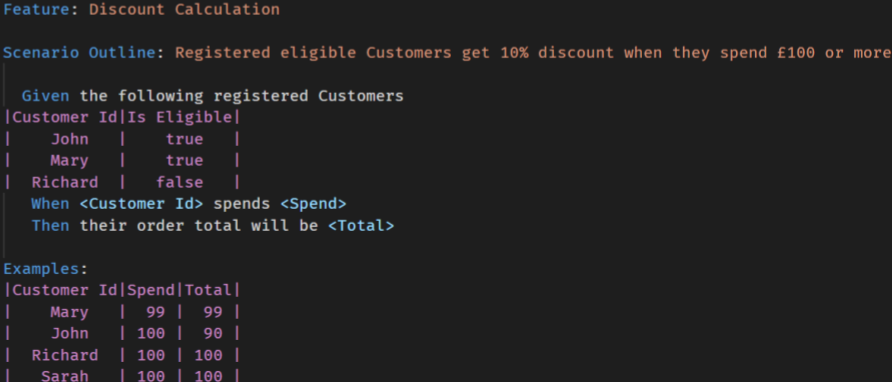 Feature: Discount Calculation
Scenario Outline: Registered eligible Customers get 10% discount when they spend £100 or more
Given the following registered Customers
|Customer Id|Is Eligible|
| John | true |
| Mary | true |
| Richard | false |
When <Customer Id> spends <Spend>
Then their order total will be <Total>
Examples:
|Customer Id|Spend|Total|
| Mary | 99 | 99 |
| John | 100 | 90 |
| Richard | 100 | 100 |
| Sarah | 100 | 100 |